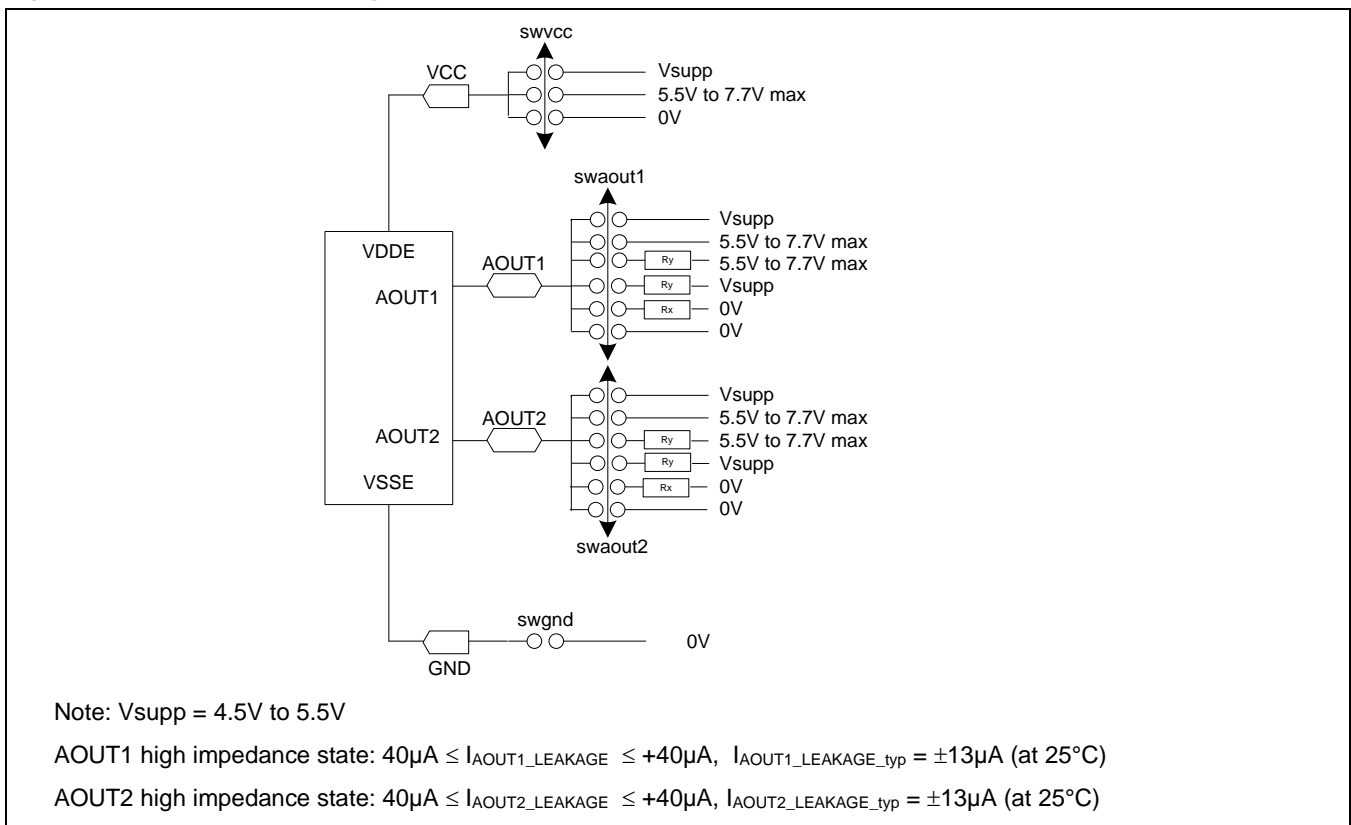 swvcc
VCC
Vsupp
5.5V to 7.7V max
0V
swaout1
Vsupp
5.5V to 7.7V max
Ry 5.5V to 7.7V max
Ry Vsupp
Rx 0V
0V
VDDE
AOUT1
AOUT1
Vsupp
5.5V to 7.7V max
Ry 5.5V to 7.7V max
Ry Vsupp
Rx 0V
0V
AOUT2
AOUT2
VSSE
swaout2
swgnd
0V
GND
Note: Vsupp = 4.5V to 5.5V
AOUT1 high impedance state: 40µA ≤ IAOUT1_LEAKAGE ≤ +40µA, IAOUT1_LEAKAGE_typ = ±13µA (at 25°C)
AOUT2 high impedance state: 40µA ≤ IAOUT2_LEAKAGE ≤ +40µA, IAOUT2_LEAKAGE_typ = ±13µA (at 25°C)